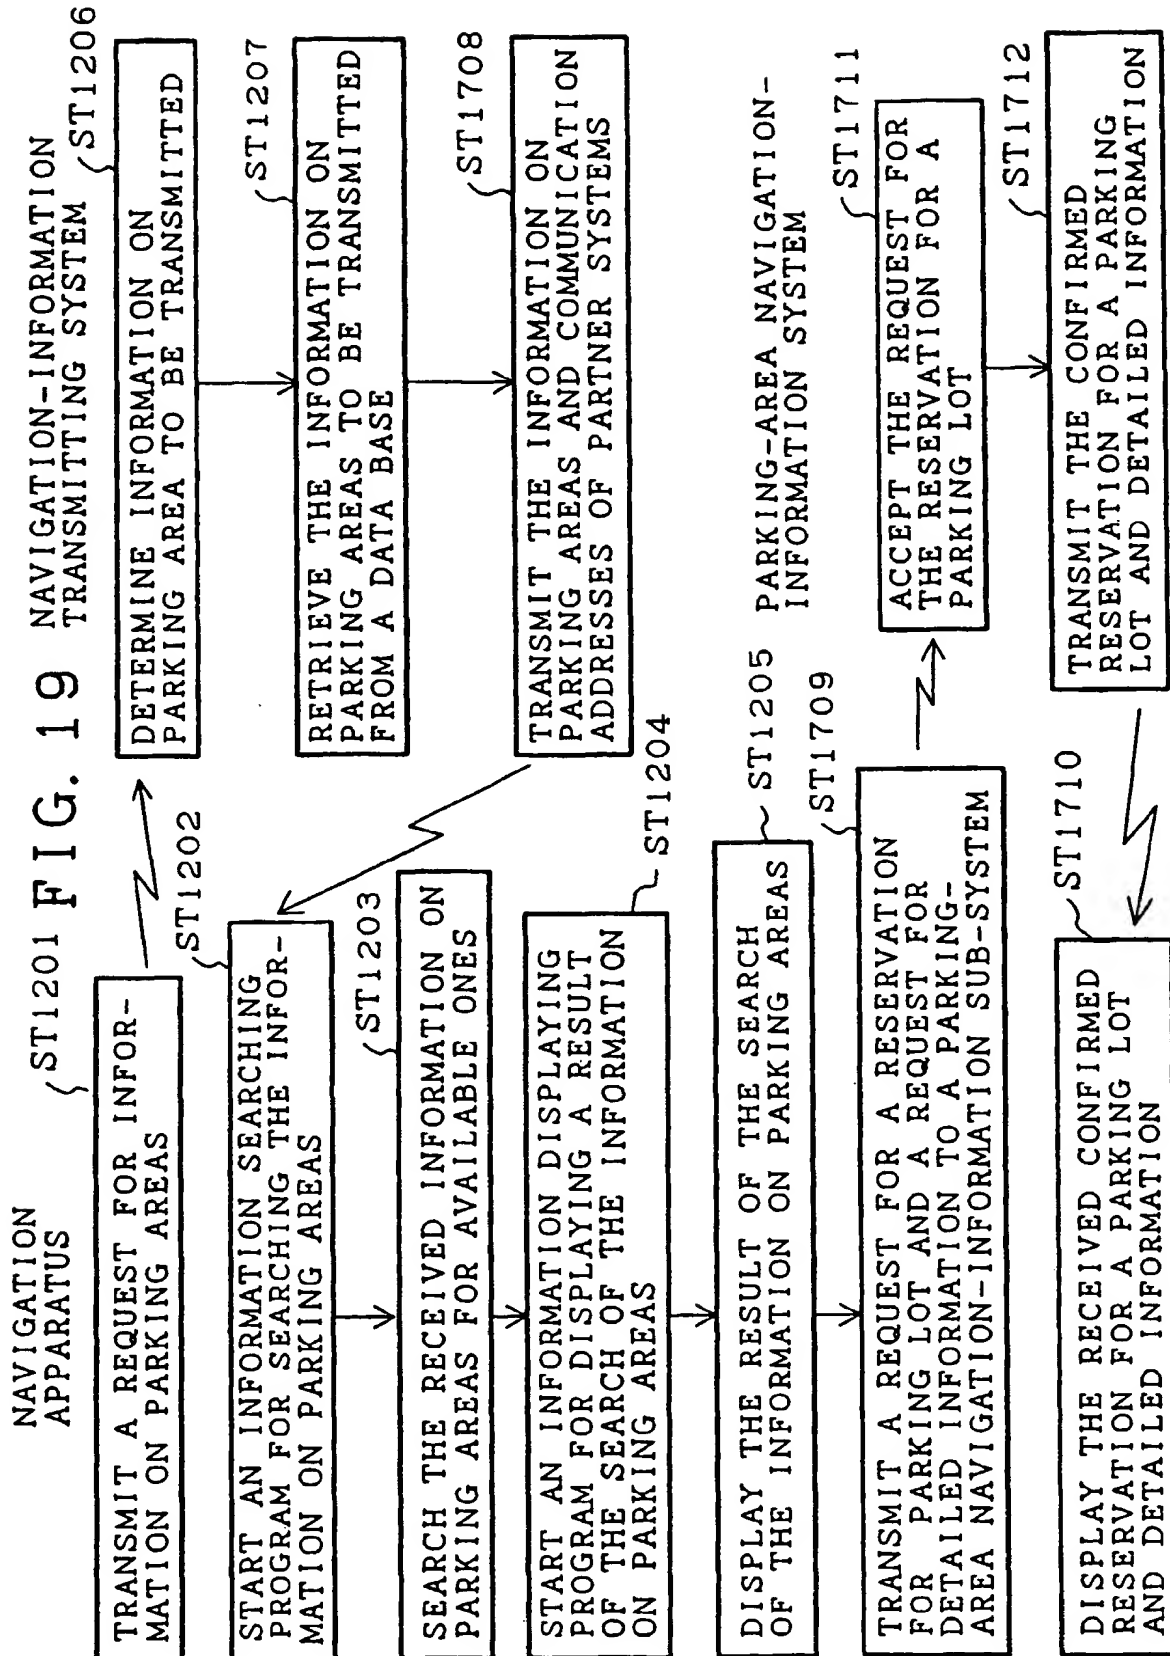 FIG. 19
NAVIGATION
APPARATUS
ST1201
TRANSMIT A REQUEST FOR INFOR-
MATION ON PARKING AREAS
ST1202
START AN INFORMATION SEARCHING
PROGRAM FOR SEARCHING THE INFOR-
MATION ON PARKING AREAS
ST1203
SEARCH THE RECEIVED INFORMATION ON
PARKING AREAS FOR AVAILABLE ONES
ST1204
START AN INFORMATION DISPLAYING
PROGRAM FOR DISPLAYING A RESULT
OF THE SEARCH OF THE INFORMATION
ON PARKING AREAS
ST1205
DISPLAY THE RESULT OF THE SEARCH
OF THE INFORMATION ON PARKING AREAS
ST1709
TRANSMIT A REQUEST FOR A RESERVATION
FOR PARKING LOT AND A REQUEST FOR
DETAILED INFORMATION TO A PARKING-
AREA NAVIGATION-INFORMATION SUB-SYSTEM
ST1710
DISPLAY THE RECEIVED CONFIRMED
RESERVATION FOR A PARKING LOT
AND DETAILED INFORMATION
NAVIGATION-INFORMATION
TRANSMITTING SYSTEM
ST1206
DETERMINE INFORMATION ON
PARKING AREA TO BE TRANSMITTED
ST1207
RETRIEVE THE INFORMATION ON
PARKING AREAS TO BE TRANSMITTED
FROM A DATA BASE
ST1708
TRANSMIT THE INFORMATION ON
PARKING AREAS AND COMMUNICATION
ADDRESSES OF PARTNER SYSTEMS
PARKING-AREA NAVIGATION-
INFORMATION SYSTEM
ST1711
ACCEPT THE REQUEST FOR
THE RESERVATION FOR A
PARKING LOT
ST1712
TRANSMIT THE CONFIRMED
RESERVATION FOR A PARKING
LOT AND DETAILED INFORMATION